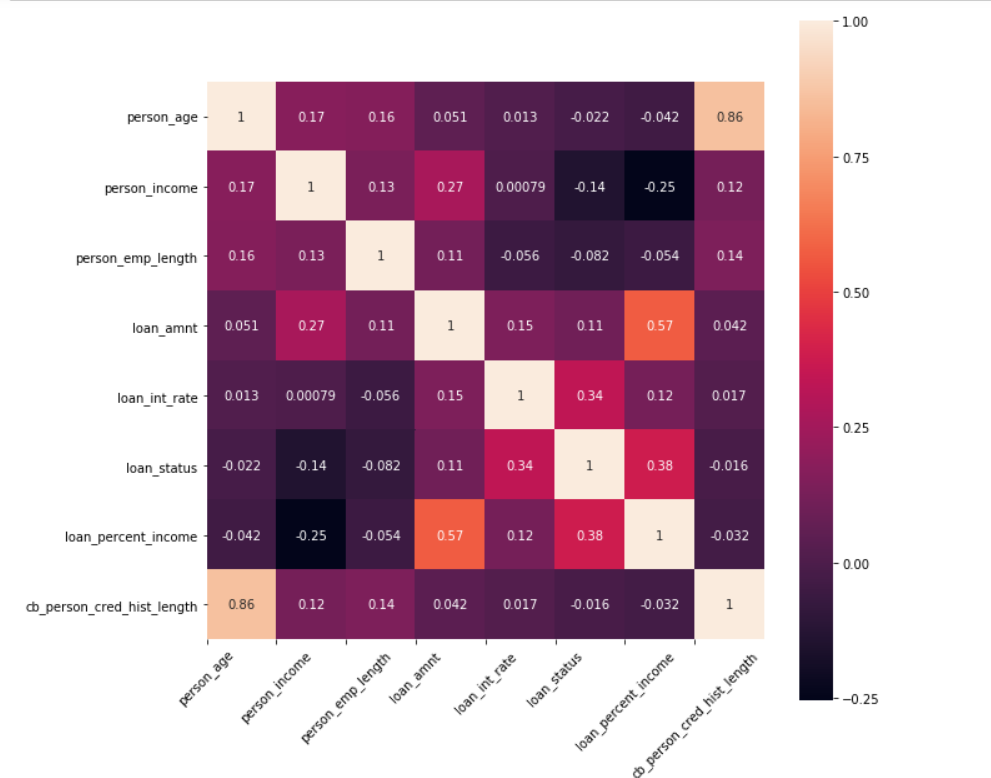 1.00
person_age 1 0.17 0.16 0.051 0.013 -0.022 -0.042 0.86
0.75
person_income 0.17 1 0.13 0.27 0.00079 -0.14 -0.25 0.12
person_emp_length 0.16 0.13 1 0.11 -0.056 -0.082 -0.054 0.14
0.50
loan_amnt 0.051 0.27 0.11 1 0.15 0.11 0.57 0.042
loan_int_rate 0.013 0.00079 -0.056 0.15 1 0.34 0.12 0.017
0.25
loan_status -0.022 -0.14 -0.082 0.11 0.34 1 0.38 -0.016
loan_percent_income -0.042 -0.25 -0.054 0.57 0.12 0.38 1 -0.032
0.00
cb_person_cred_hist_length 0.86 0.12 0.14 0.042 0.017 -0.016 -0.032 1
−0.25
person_age
person_income
person_emp_length
loan_amnt
loan_int_rate
loan_status
loan_percent_income
cb_person_cred_hist_length